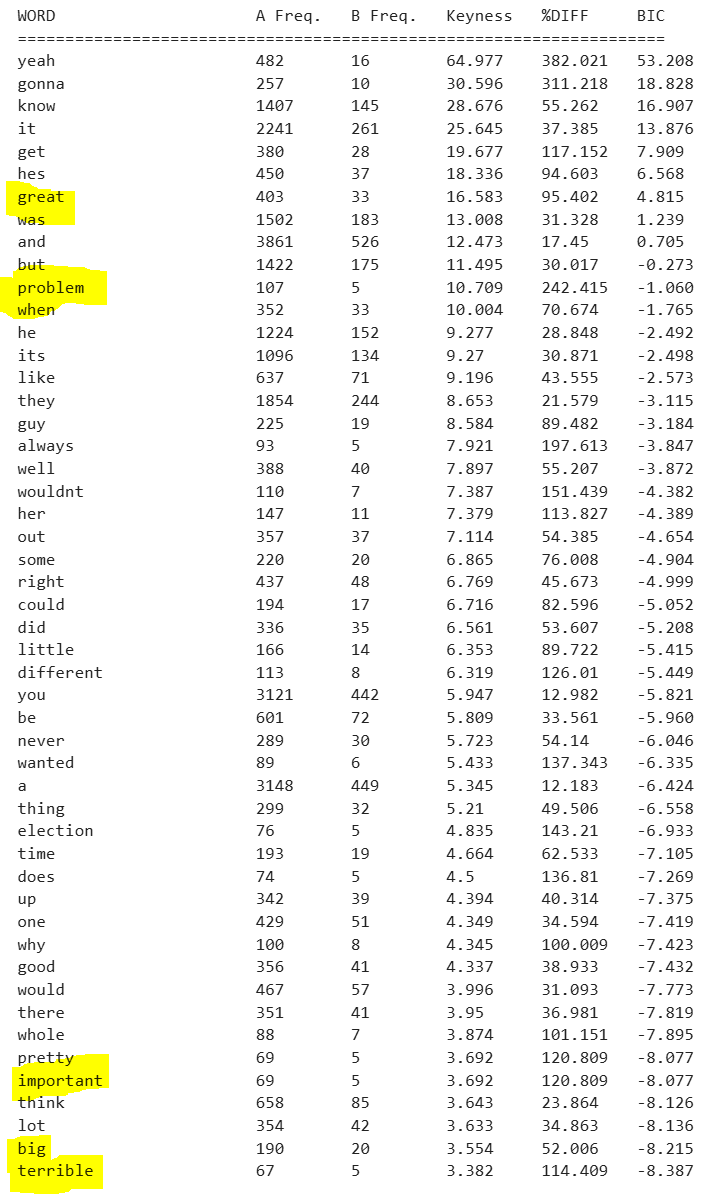 WORD A Freq. B Freq. Keyness %DIFF BIC
====================================================================
yeah 482 16 64.977 382.021 53.208
gonna 257 10 30.596 311.218 18.828
know 1407 145 28.676 55.262 16.907
it 2241 261 25.645 37.385 13.876
get 380 28 19.677 117.152 7.909
hes 450 37 18.336 94.603 6.568
great 403 33 16.583 95.402 4.815
was 1502 183 13.008 31.328 1.239
and 3861 526 12.473 17.45 0.705
but 1422 175 11.495 30.017 -0.273
problem 107 5 10.709 242.415 -1.060
when 352 33 10.004 70.674 -1.765
he 1224 152 9.277 28.848 -2.492
its 1096 134 9.27 30.871 -2.498
like 637 71 9.196 43.555 -2.573
they 1854 244 8.653 21.579 -3.115
guy 225 19 8.584 89.482 -3.184
always 93 5 7.921 197.613 -3.847
well 388 40 7.897 55.207 -3.872
wouldnt 110 7 7.387 151.439 -4.382
her 147 11 7.379 113.827 -4.389
out 357 37 7.114 54.385 -4.654
some 220 20 6.865 76.008 -4.904
right 437 48 6.769 45.673 -4.999
could 194 17 6.716 82.596 -5.052
did 336 35 6.561 53.607 -5.208
little 166 14 6.353 89.722 -5.415
different 113 8 6.319 126.01 -5.449
you 3121 442 5.947 12.982 -5.821
be 601 72 5.809 33.561 -5.960
never 289 30 5.723 54.14 -6.046
wanted 89 6 5.433 137.343 -6.335
a 3148 449 5.345 12.183 -6.424
thing 299 32 5.21 49.506 -6.558
election 76 5 4.835 143.21 -6.933
time 193 19 4.664 62.533 -7.105
does 74 5 4.5 136.81 -7.269
up 342 39 4.394 40.314 -7.375
one 429 51 4.349 34.594 -7.419
why 100 8 4.345 100.009 -7.423
good 356 41 4.337 38.933 -7.432
would 467 57 3.996 31.093 -7.773
there 351 41 3.95 36.981 -7.819
whole 88 7 3.874 101.151 -7.895
pretty 69 5 3.692 120.809 -8.077
important 69 5 3.692 120.809 -8.077
think 658 85 3.643 23.864 -8.126
lot 354 42 3.633 34.863 -8.136
big 190 20 3.554 52.006 -8.215
terrible 67 5 3.382 114.409 -8.387